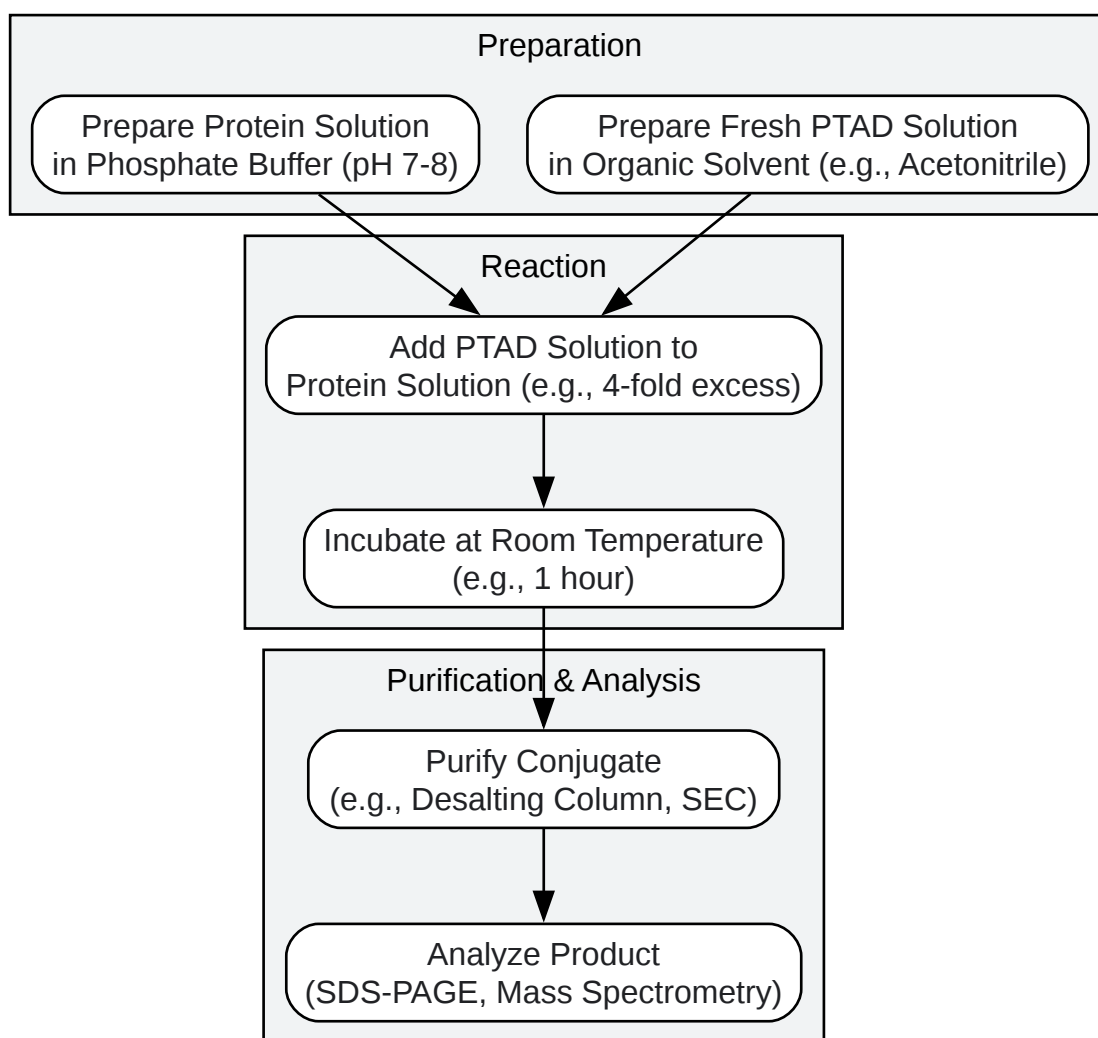 Preparation
Prepare Protein Solution
in Phosphate Buffer (pH 7-8)
Prepare Fresh PTAD Solution
in Organic Solvent (e.g., Acetonitrile)
Reaction
Add PTAD Solution to
Protein Solution (e.g., 4-fold excess)
Incubate at Room Temperature
(e.g., 1 hour)
Purification & Analysis
Purify Conjugate
(e.g., Desalting Column, SEC)
Analyze Product
(SDS-PAGE, Mass Spectrometry)